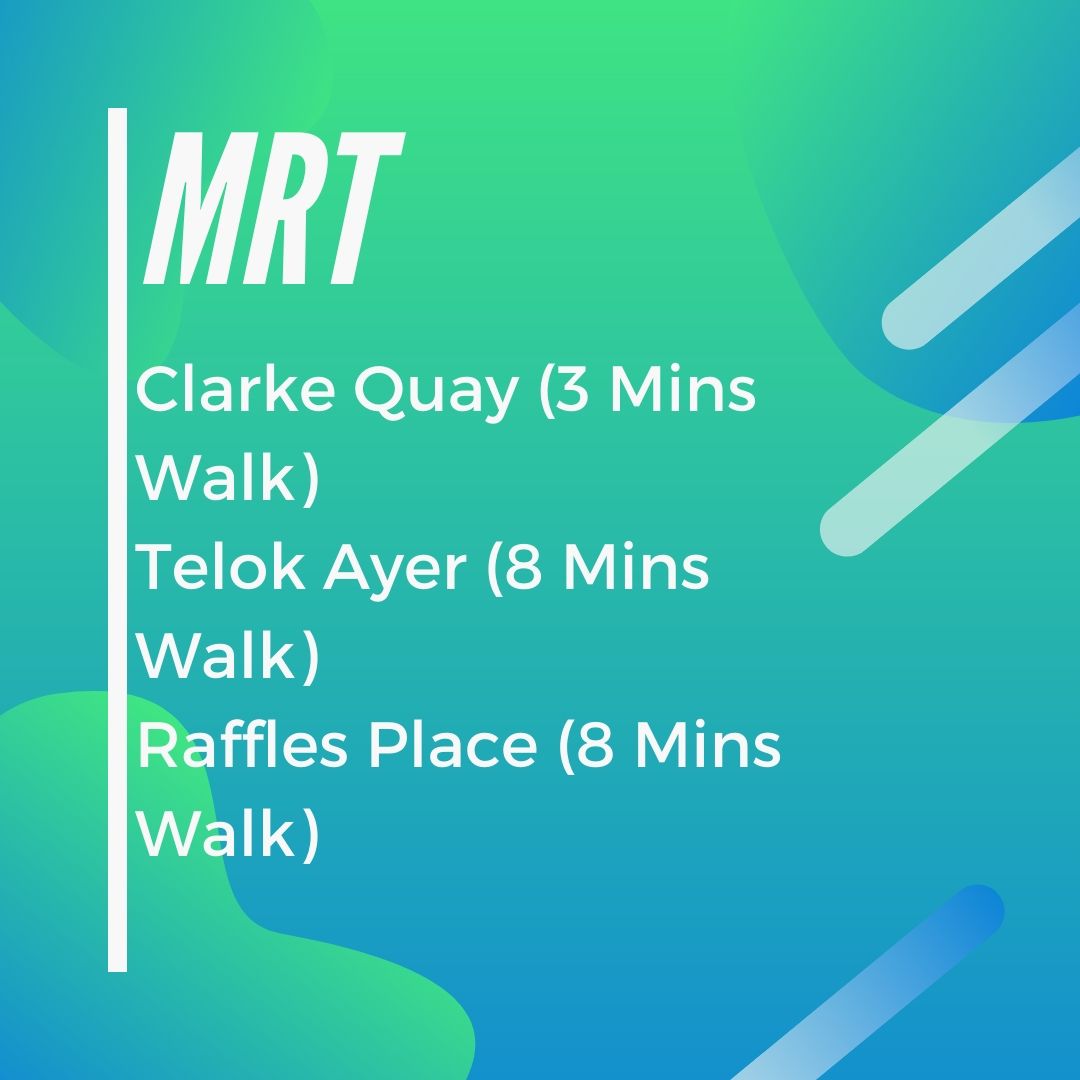 MRT
Clarke Quay (3 Mins
Walk)
Telok Ayer (8 Mins
Walk)
Raffles Place (8 Mins
Walk)